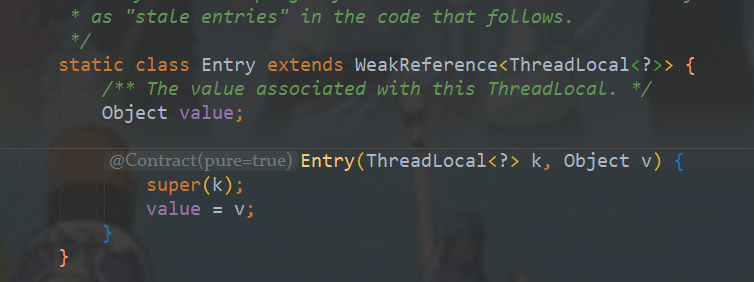 * as "stale entries" in the code that follows.
*/
static class Entry extends WeakReference<ThreadLocal<?>> {
/** The value associated with this ThreadLocal. */
Object value;
@Contract(pure=true) Entry(ThreadLocal<?> k, Object v) {
super(k);
value = v;
}
}